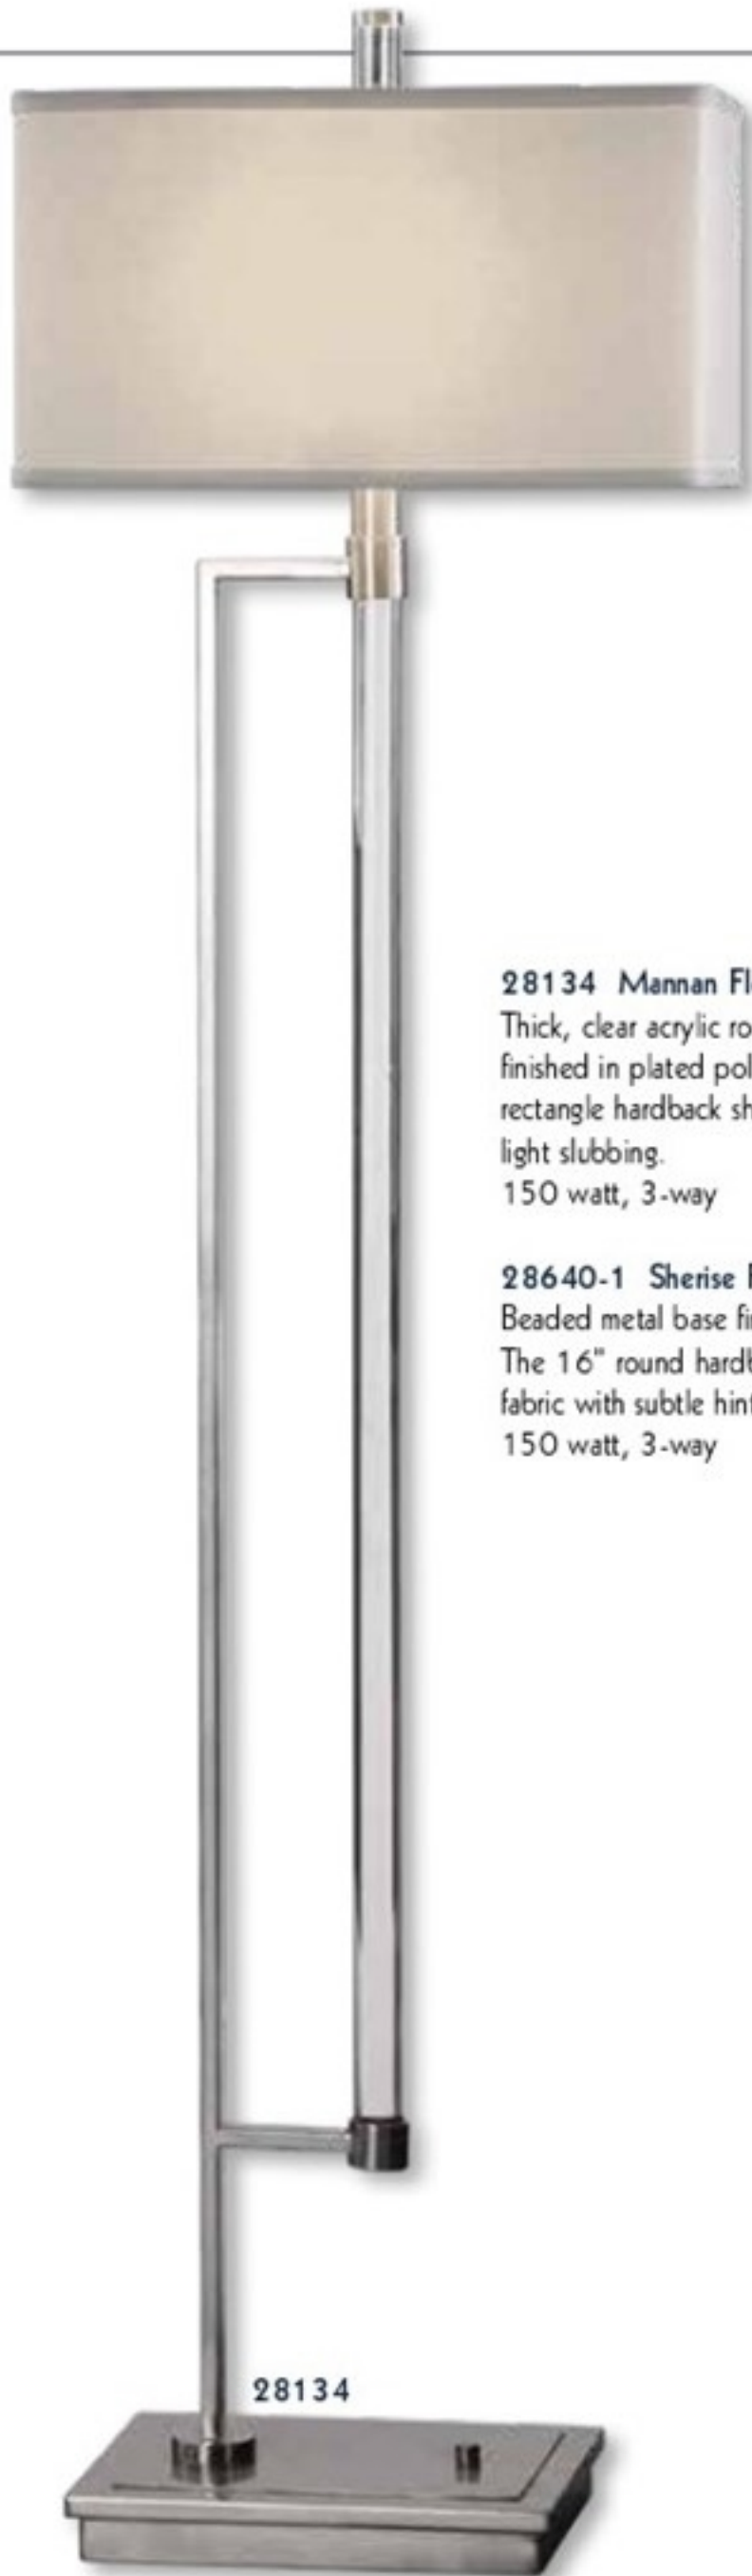 28134 Mannan Fl
Thick, clear acrylic ro
finished in plated pol
rectangle hardback sh
light slubbing.
150 watt, 3-way
28640-1 Sherise
Beaded metal base fi
The 16" round hardb
fabric with subtle hint
150 watt, 3-way
28134